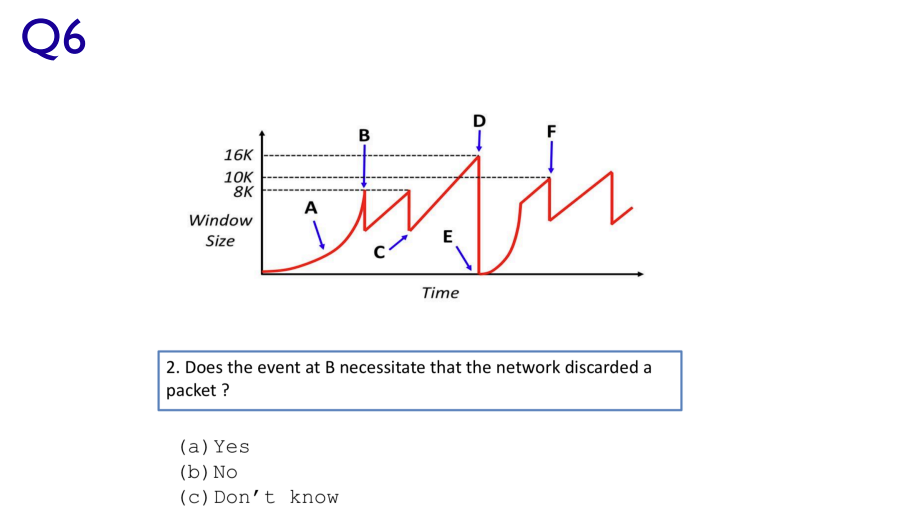 Q6
B
D
F
16K
10K
8K
A
Window
Size
C
E
Time
2. Does the event at B necessitate that the network discarded a
packet ?
(a) Yes
(b) No
(c) Don't know